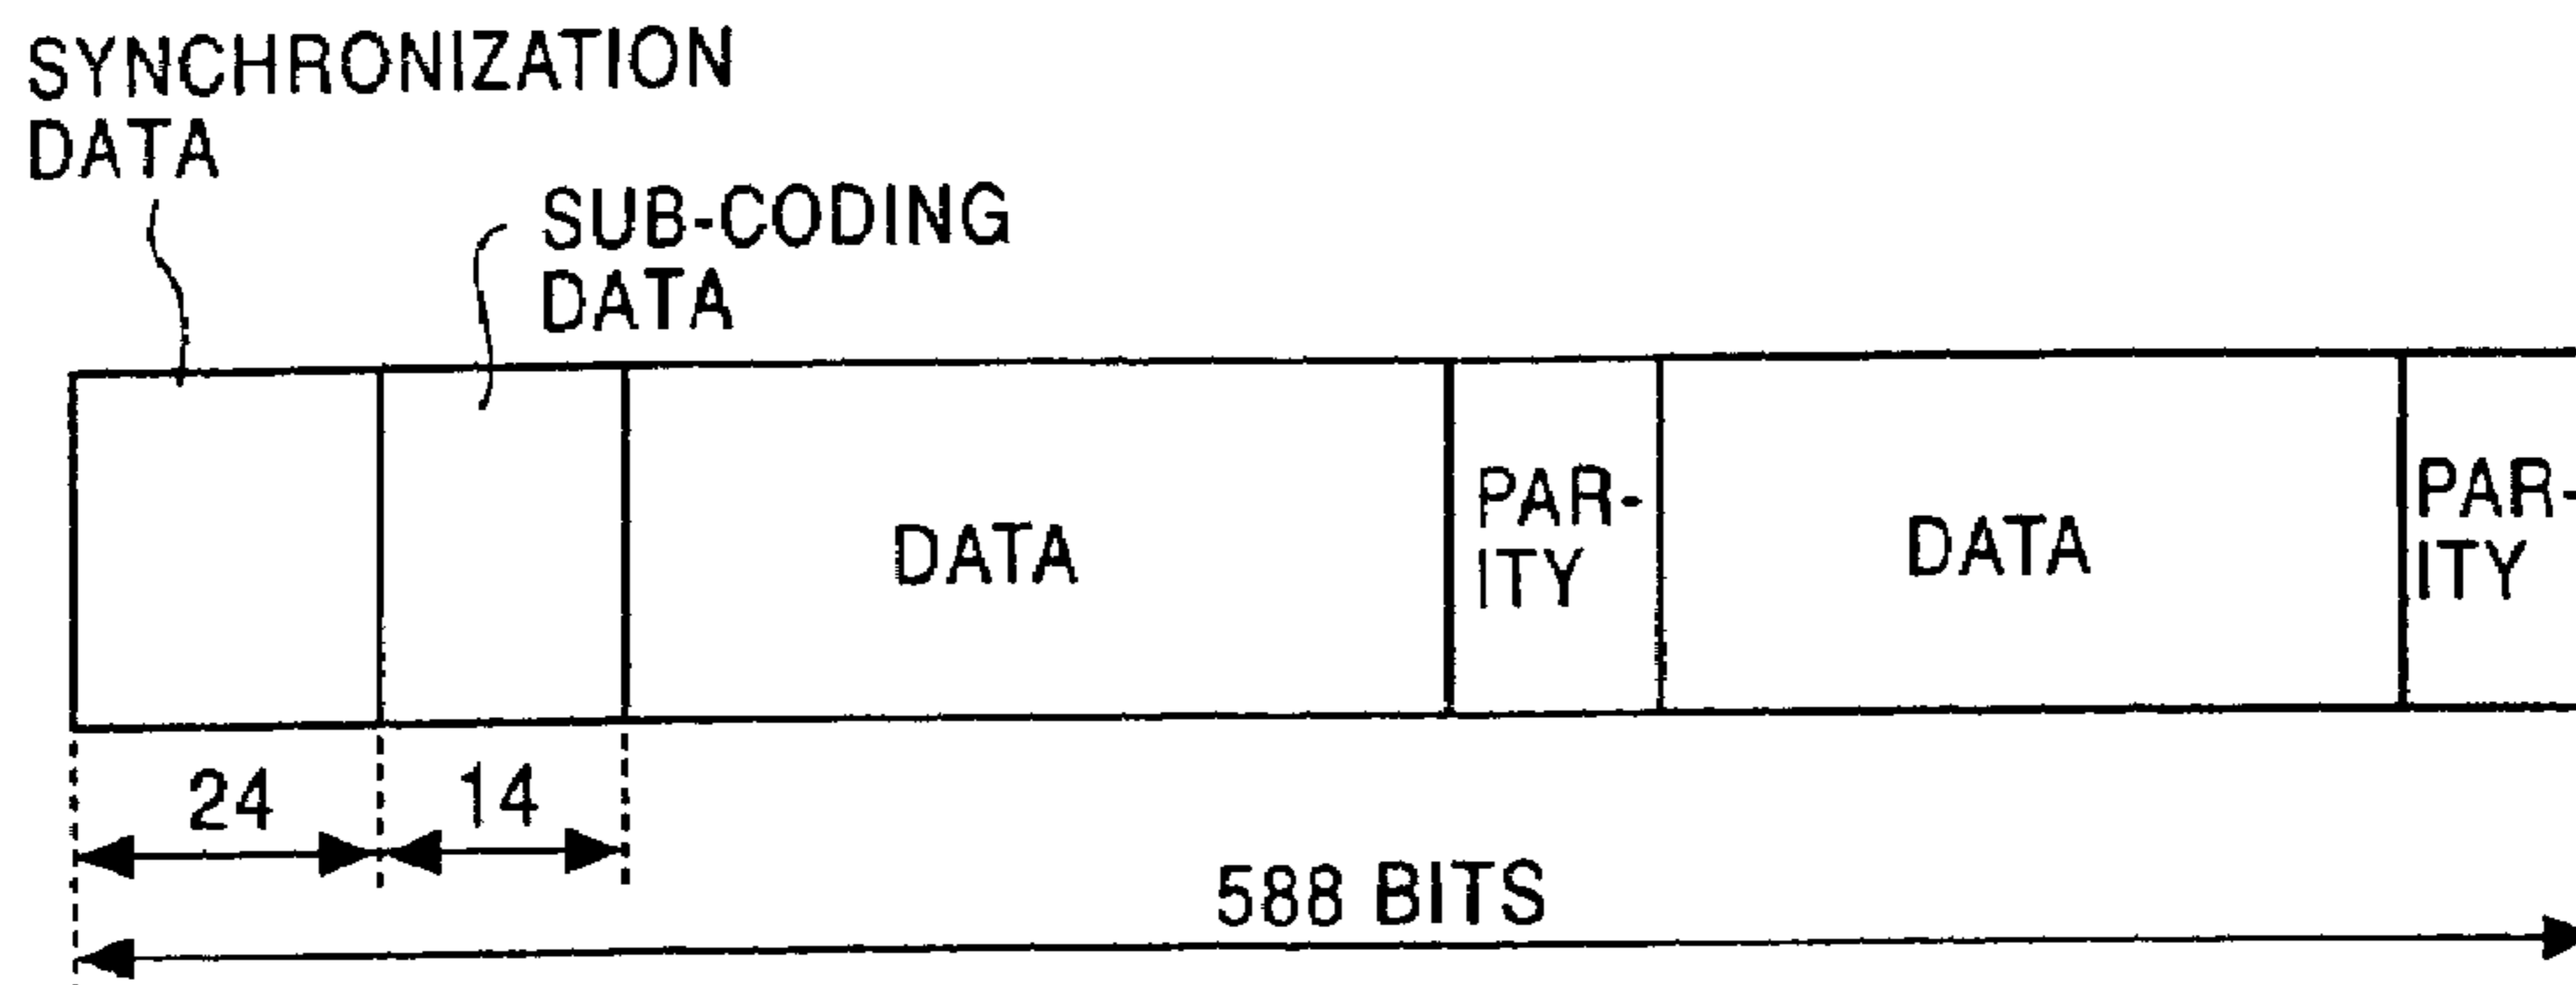 SYNCHRONIZATION
DATA
SUB-CODING
DATA
DATA
PAR-
ITY
DATA
PAR-
ITY
24
14
588 BITS